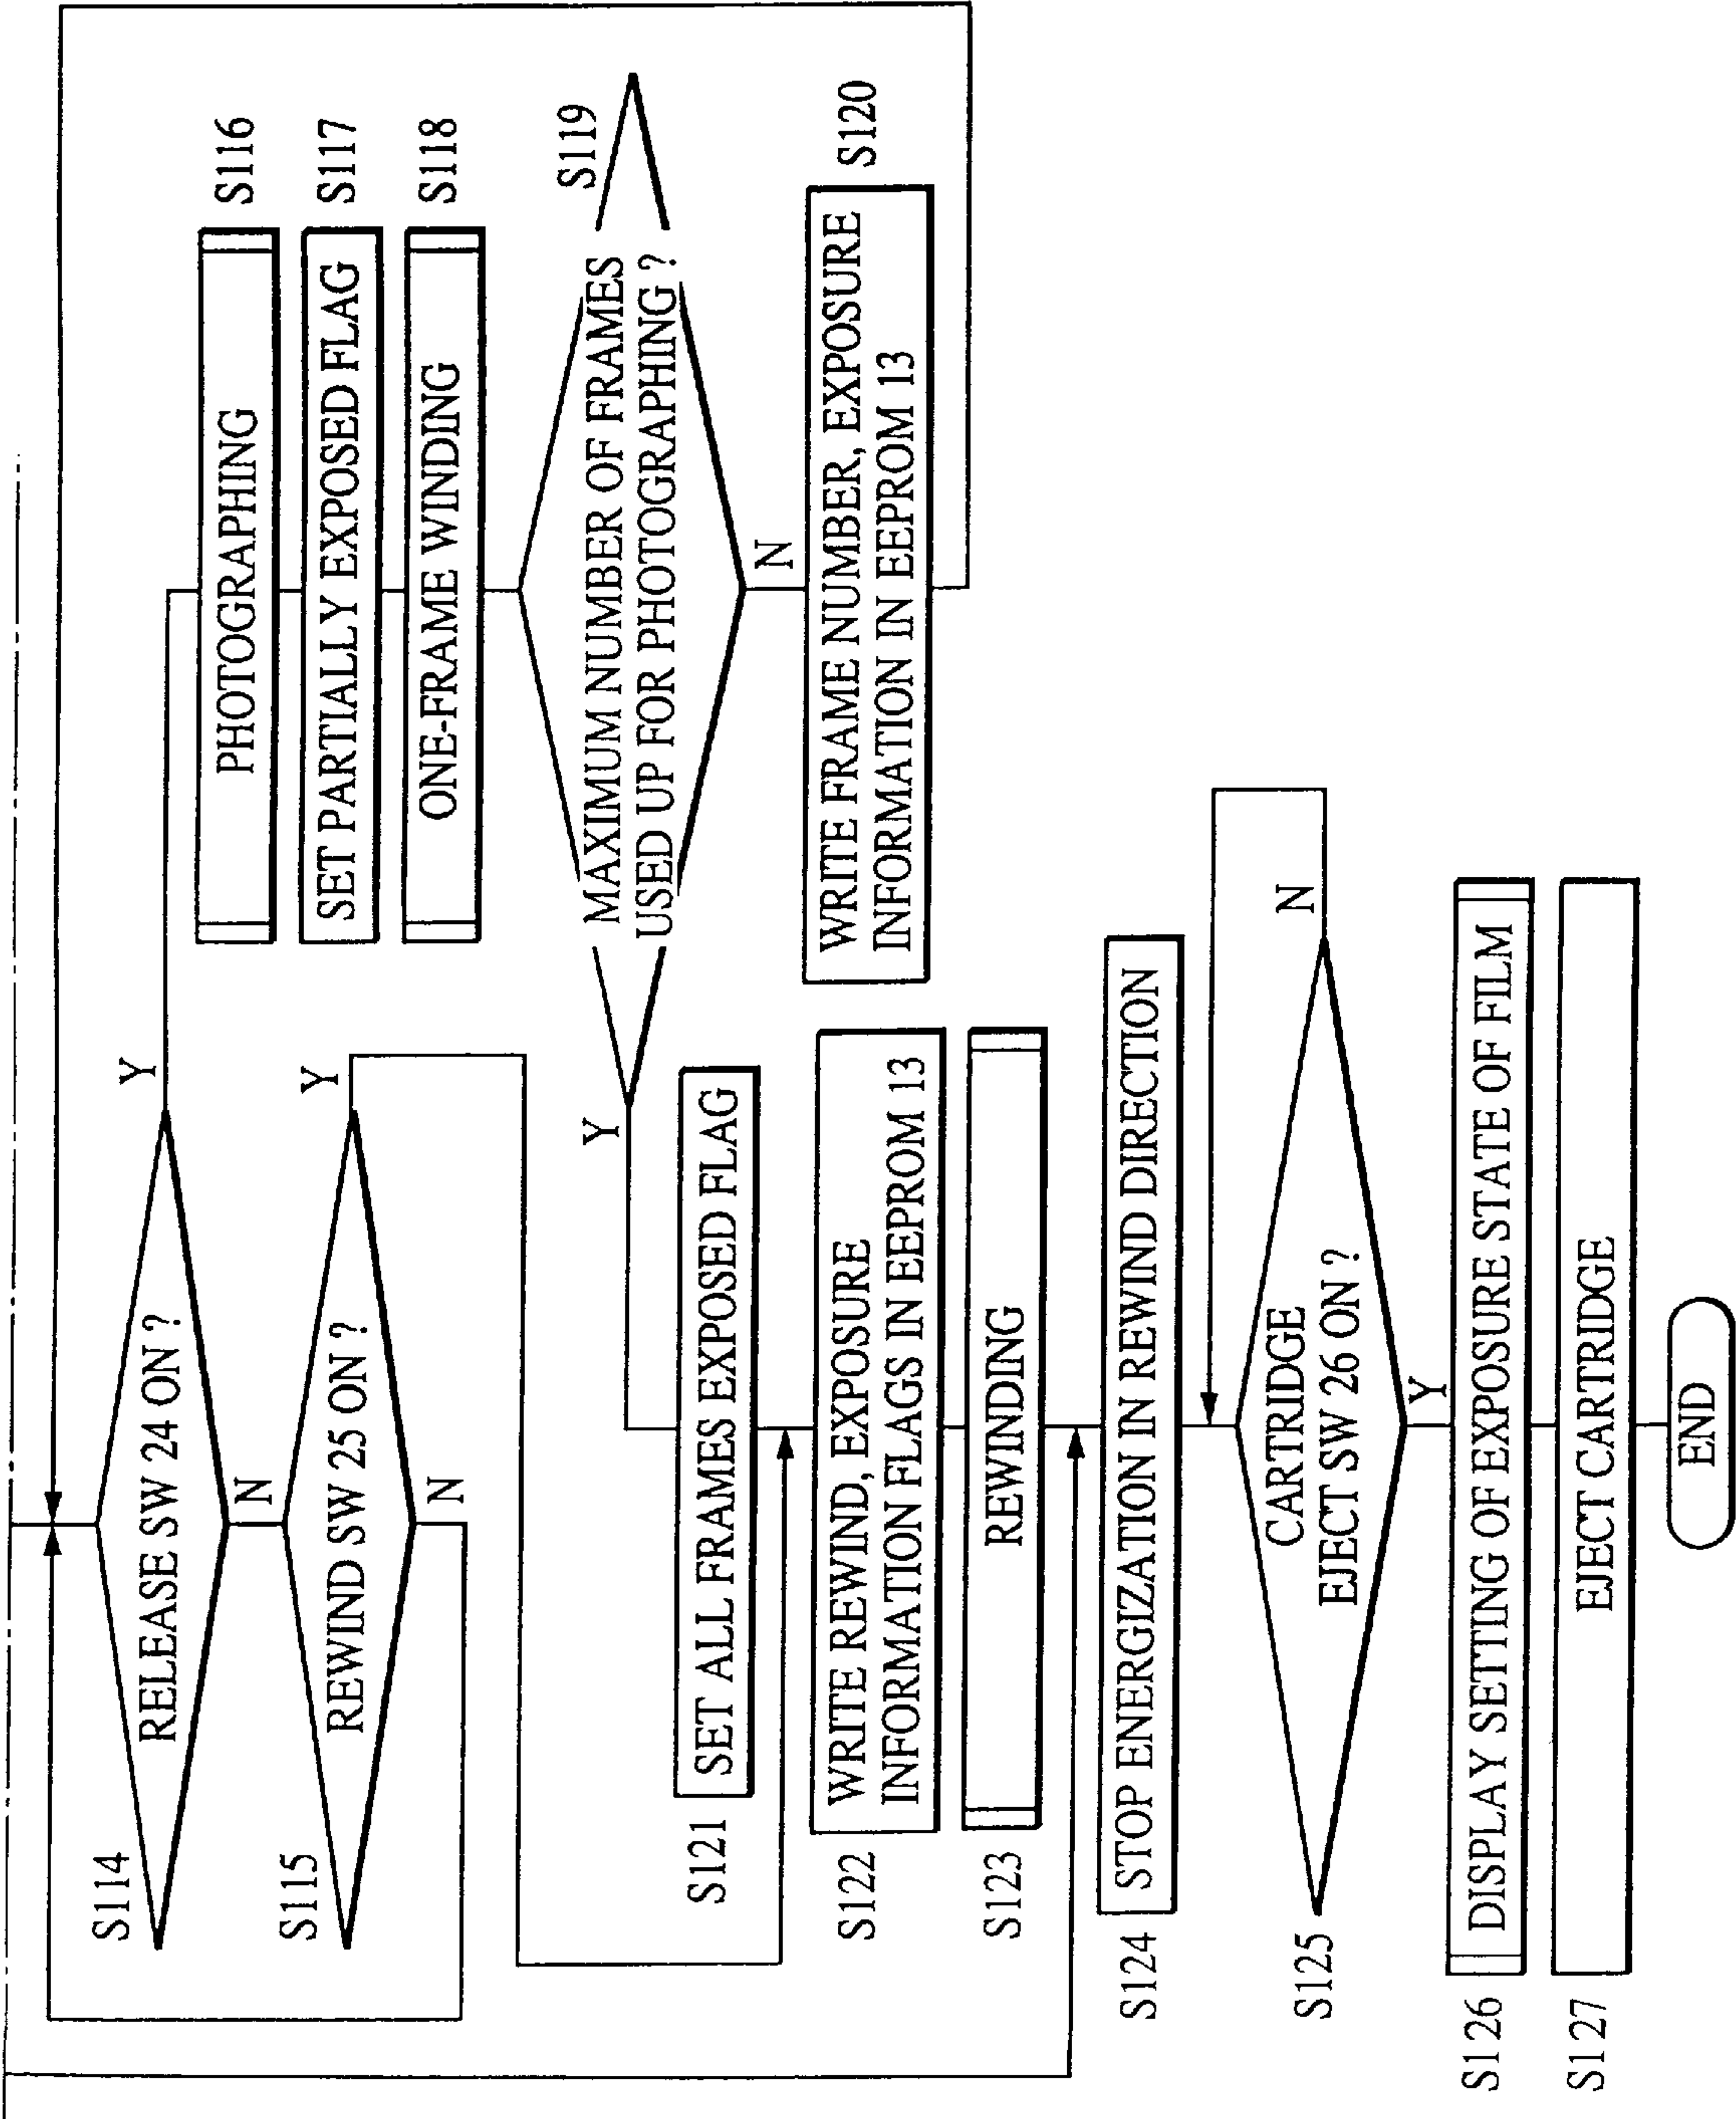 S114
RELEASE SW 24 ON ?
Y
N
S115
REWIND SW 25 ON ?
Y
N
PHOTOGRAPHING
S116
SET PARTIALLY EXPOSED FLAG
S117
ONE-FRAME WINDING
S118
S119
MAXIMUM NUMBER OF FRAMES
USED UP FOR PHOTOGRAPHING ?
Y
N
WRITE FRAME NUMBER, EXPOSURE
INFORMATION IN EEPROM 13
S120
S121
SET ALL FRAMES EXPOSED FLAG
S122
WRITE REWIND, EXPOSURE
INFORMATION FLAGS IN EEPROM 13
S123
REWINDING
S124
STOP ENERGIZATION IN REWIND DIRECTION
S125
CARTRIDGE
EJECT SW 26 ON ?
N
Y
S126
DISPLAY SETTING OF EXPOSURE STATE OF FILM
S127
EJECT CARTRIDGE
END